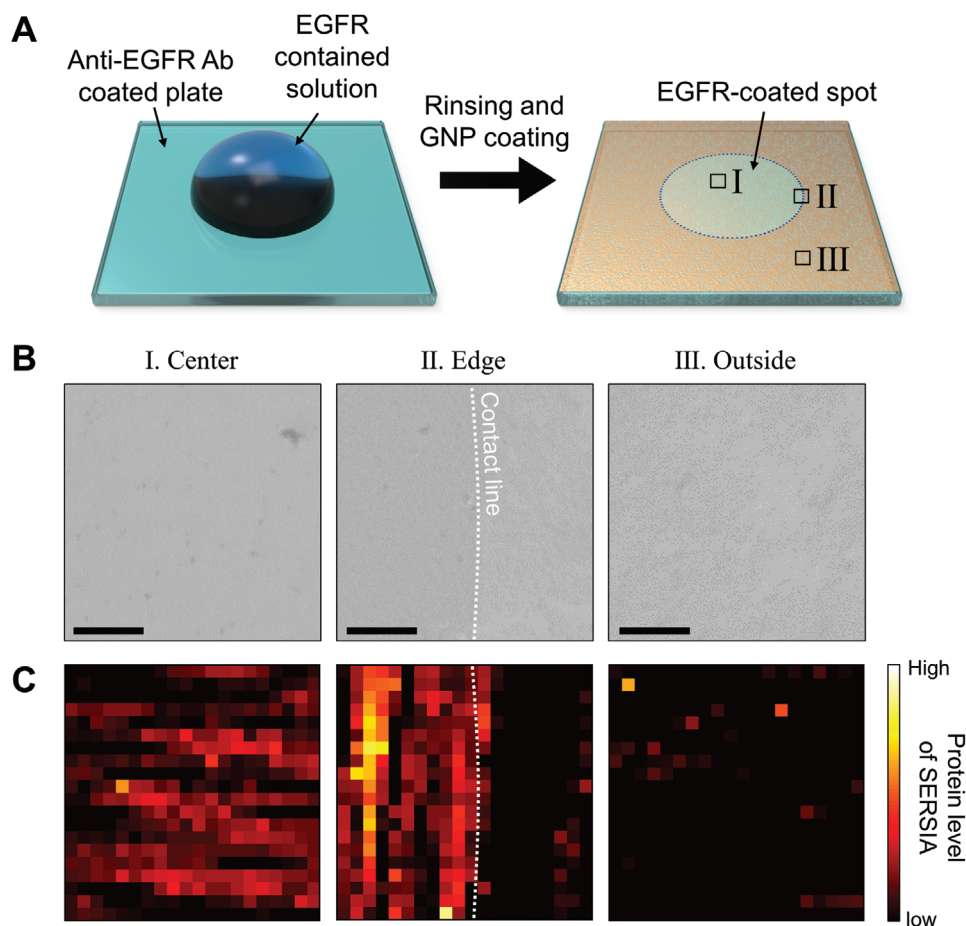 A
Anti-EGFR Ab
coated plate
EGFR
contained
solution
Rinsing and
GNP coating
EGFR-coated spot
I
II
III
B
I. Center
II. Edge
III. Outside
Contact line
C
High
Protein level
of SERSIA
low